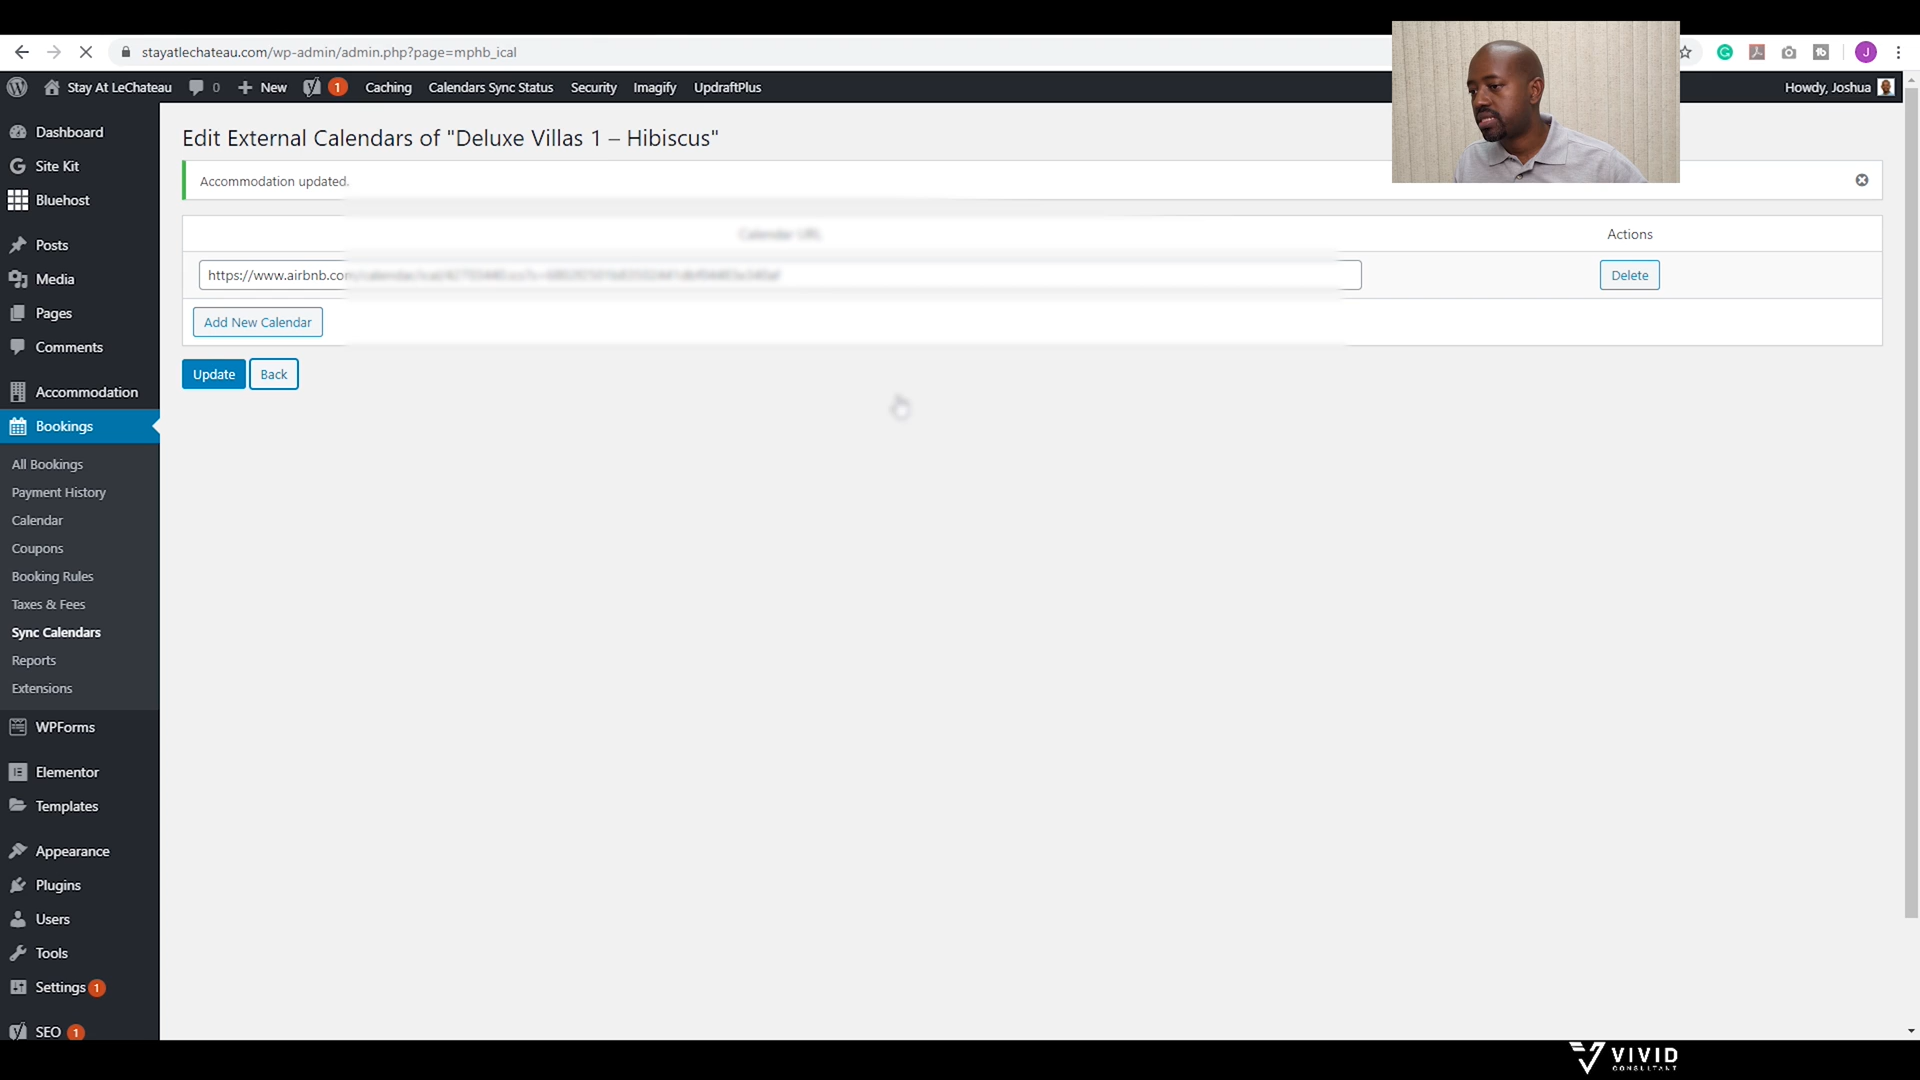 stayatlechateau.com/wp-admin/admin.php?page=mphb_ical
J
Stay At LeChateau 0 New 1 Caching Calendars Sync Status Security Imagify UpdraftPlus Howdy, Joshua
Dashboard
Site Kit
Bluehost
Posts
Media
Pages
Comments
Accommodation
Bookings
All Bookings
Payment History
Calendar
Coupons
Booking Rules
Taxes & Fees
Sync Calendars
Reports
Extensions
WPForms
Elementor
Templates
Appearance
Plugins
Users
Tools
Settings 1
SEO 1
Edit External Calendars of "Deluxe Villas 1 – Hibiscus"
Accommodation updated.
Calendar URL Actions
https://www.airbnb.co
Delete
Add New Calendar
Update Back
VIVID
CONSULTANT